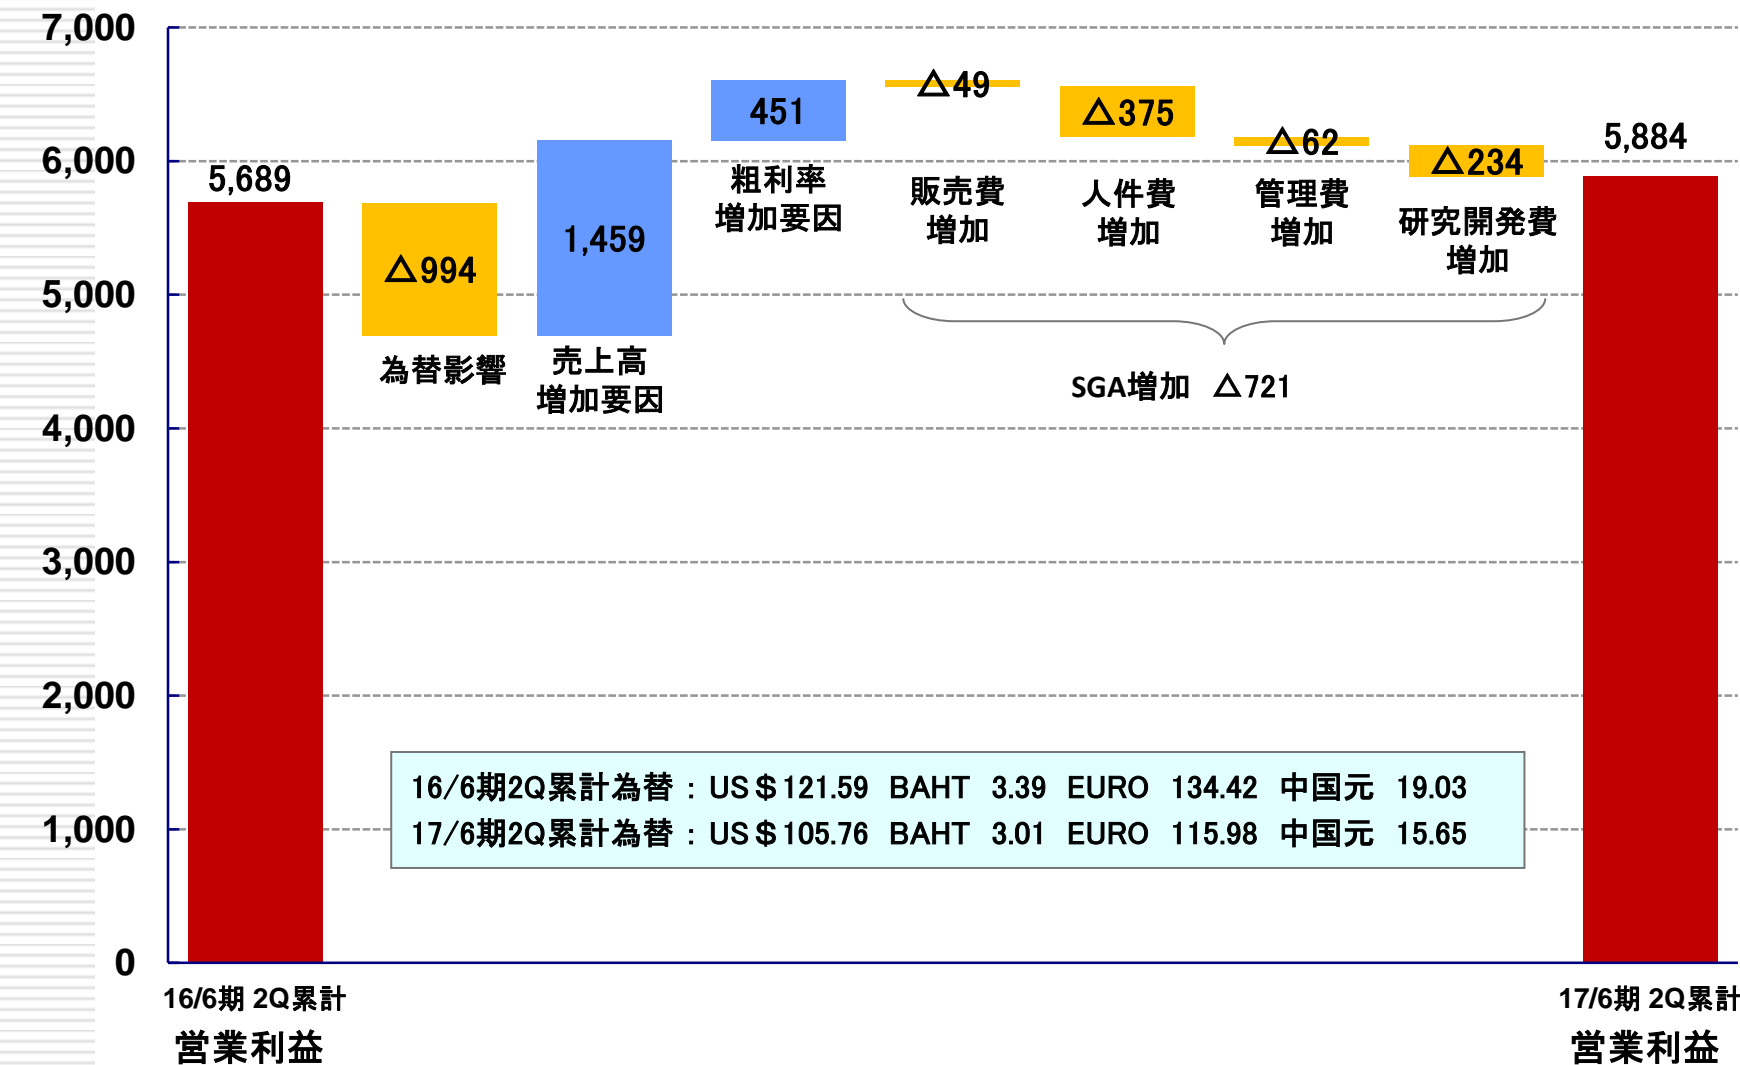 7,000
6,000
5,000
4,000
3,000
2,000
1,000
0
5,689
△994
為替影響
1,459
売上高
増加要因
451
粗利率
増加要因
△49
販売費
増加
△375
人件費
増加
△62
管理費
増加
△234
研究開発費
増加
SGA増加 △721
5,884
16/6期2Q累計為替：US＄121.59 BAHT 3.39 EURO 134.42 中国元 19.03
17/6期2Q累計為替：US＄105.76 BAHT 3.01 EURO 115.98 中国元 15.65
16/6期 2Q累計
営業利益
17/6期 2Q累計
営業利益